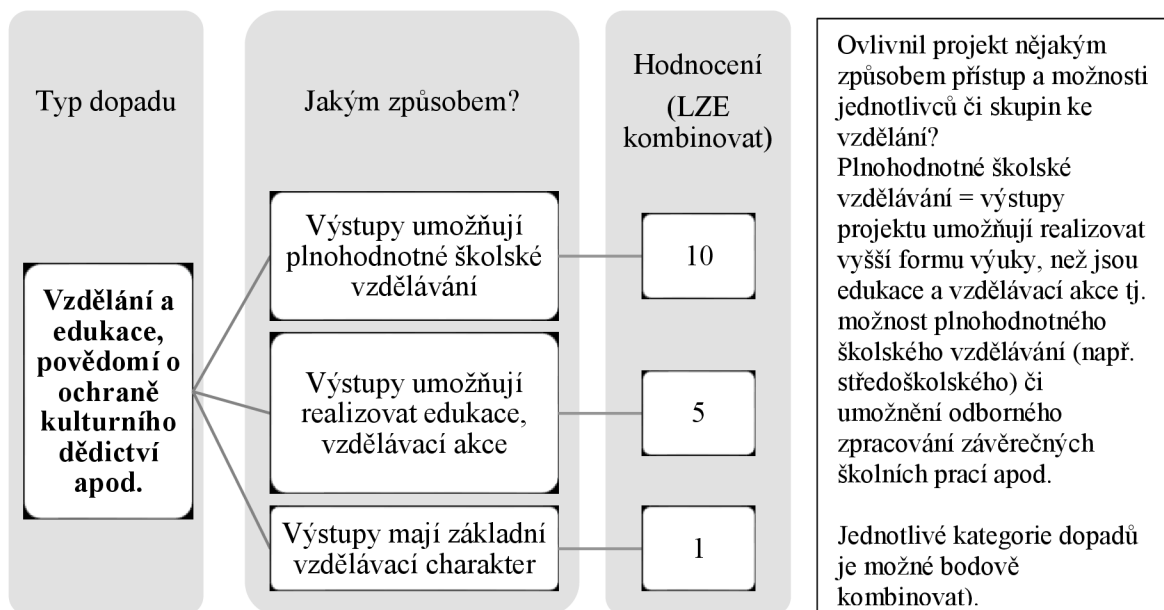 Typ dopadu
Jakým způsobem?
Hodnocení
(LZE
kombinovat)
Vzdělání a
edukace,
povědomí o
ochraně
kulturního
dědictví
apod.
Výstupy umožňují
plnohodnotné školské
vzdělávání
10
Výstupy umožňují
realizovat edukace,
vzdělávací akce
5
Výstupy mají základní
vzdělávací charakter
1
Ovlivnil projekt nějakým
způsobem přístup a možnosti
jednotlivců či skupin ke
vzdělání?
Plnohodnotné školské
vzdělávání = výstupy
projektu umožňují realizovat
vyšší formu výuky, než jsou
edukace a vzdělávací akce tj.
možnost plnohodnotného
školského vzdělávání (např.
středoškolského) či
umožnění odborného
zpracování závěrečných
školních prací apod.
Jednotlivé kategorie dopadů
je možné bodově
kombinovat).